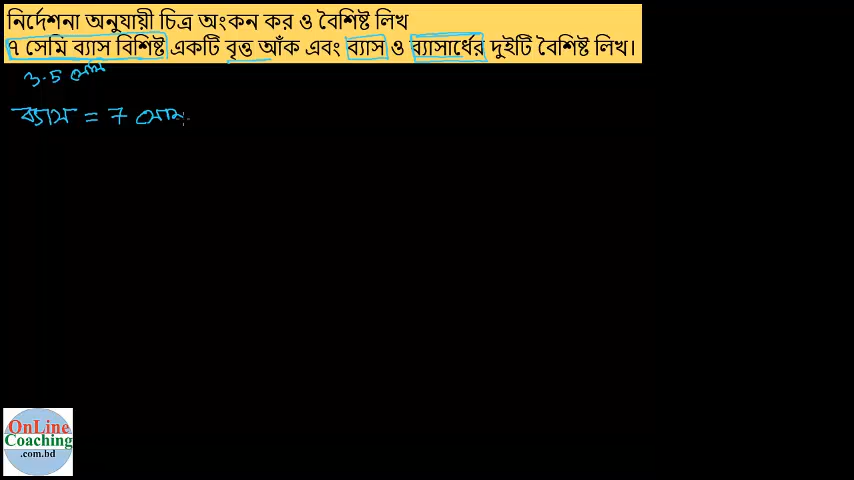 নির্দেশনা অনুযায়ী চিত্র অংকন কর ও বৈশিষ্ট লিখ
৭ সেমি ব্যাস বিশিষ্ট একটি বৃত্ত আঁক এবং ব্যাস ও ব্যাসার্ধের দুইটি বৈশিষ্ট লিখ।
3.5 সেমি
ব্যাস = 7 সেমি
OnLine
Coaching
.com.bd